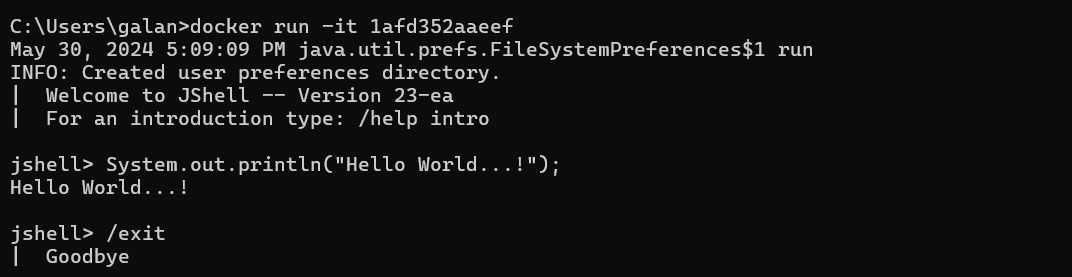 C:\Users\galan>docker run -it 1afd352aaeef
May 30, 2024 5:09:09 PM java.util.prefs.FileSystemPreferences$1 run
INFO: Created user preferences directory.
|  Welcome to JShell -- Version 23-ea
|  For an introduction type: /help intro
jshell> System.out.println("Hello World...!");
Hello World...!
jshell> /exit
|  Goodbye